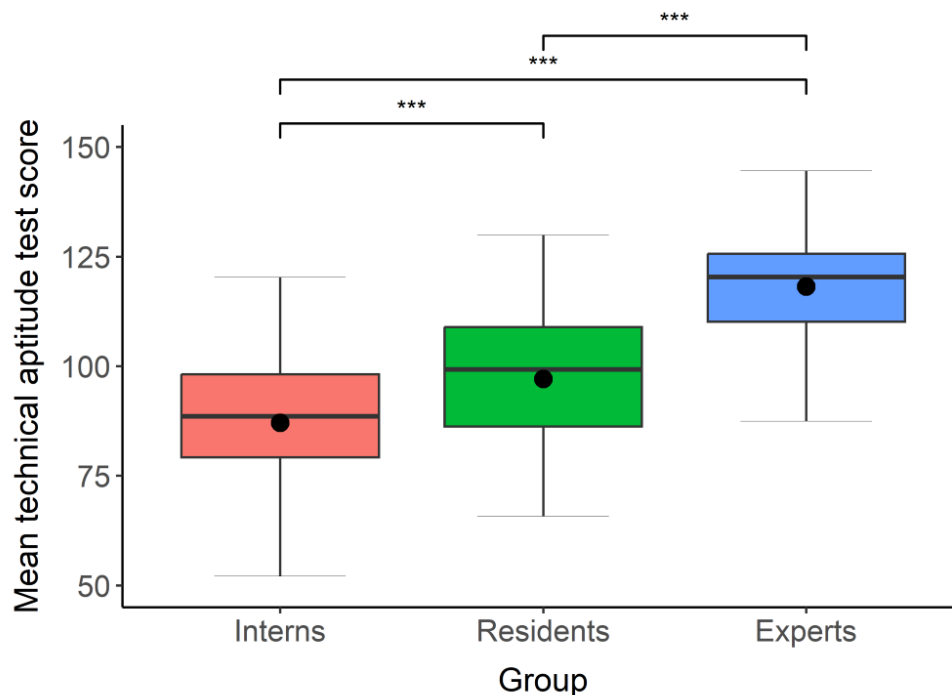 ***
***
***
Mean technical aptitude test score
150
125
100
75
50
Interns Residents Experts
Group